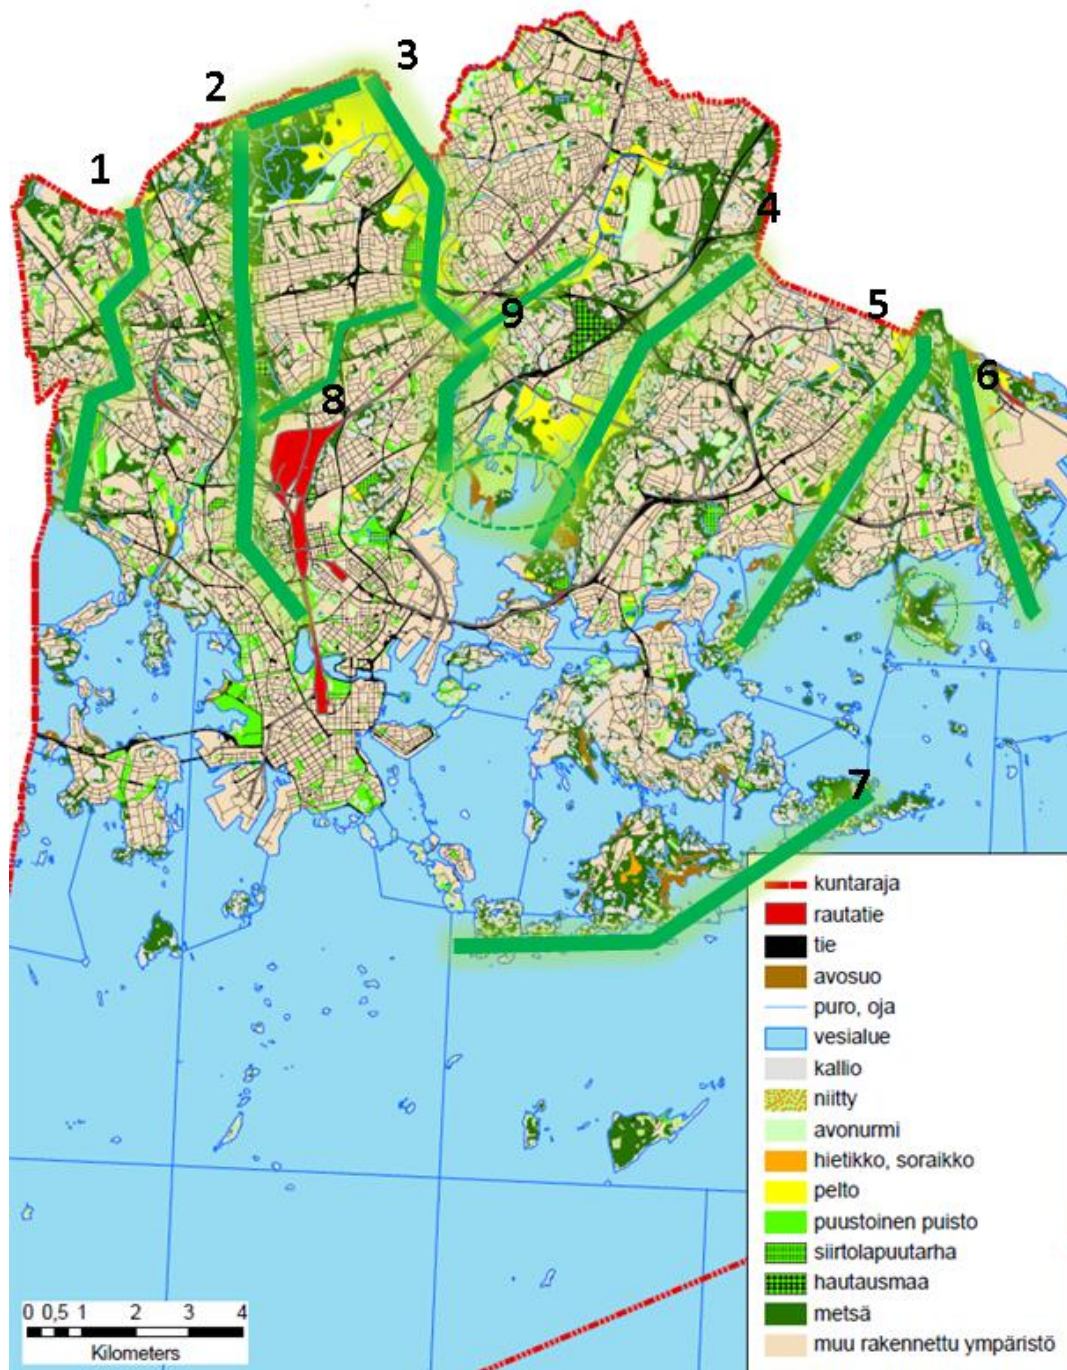 3
2
1
4
5
9
6
8
7
kuntaraja
rautatie
tie
avosuo
puro, oja
vesialue
kallio
niitty
avonurmi
hietikko, soraikko
pelto
puustoinen puisto
siirtolapuutarha
hautausmaa
metsä
muu rakennettu ympäristö
0 0,5 1 2 3 4
Kilometers